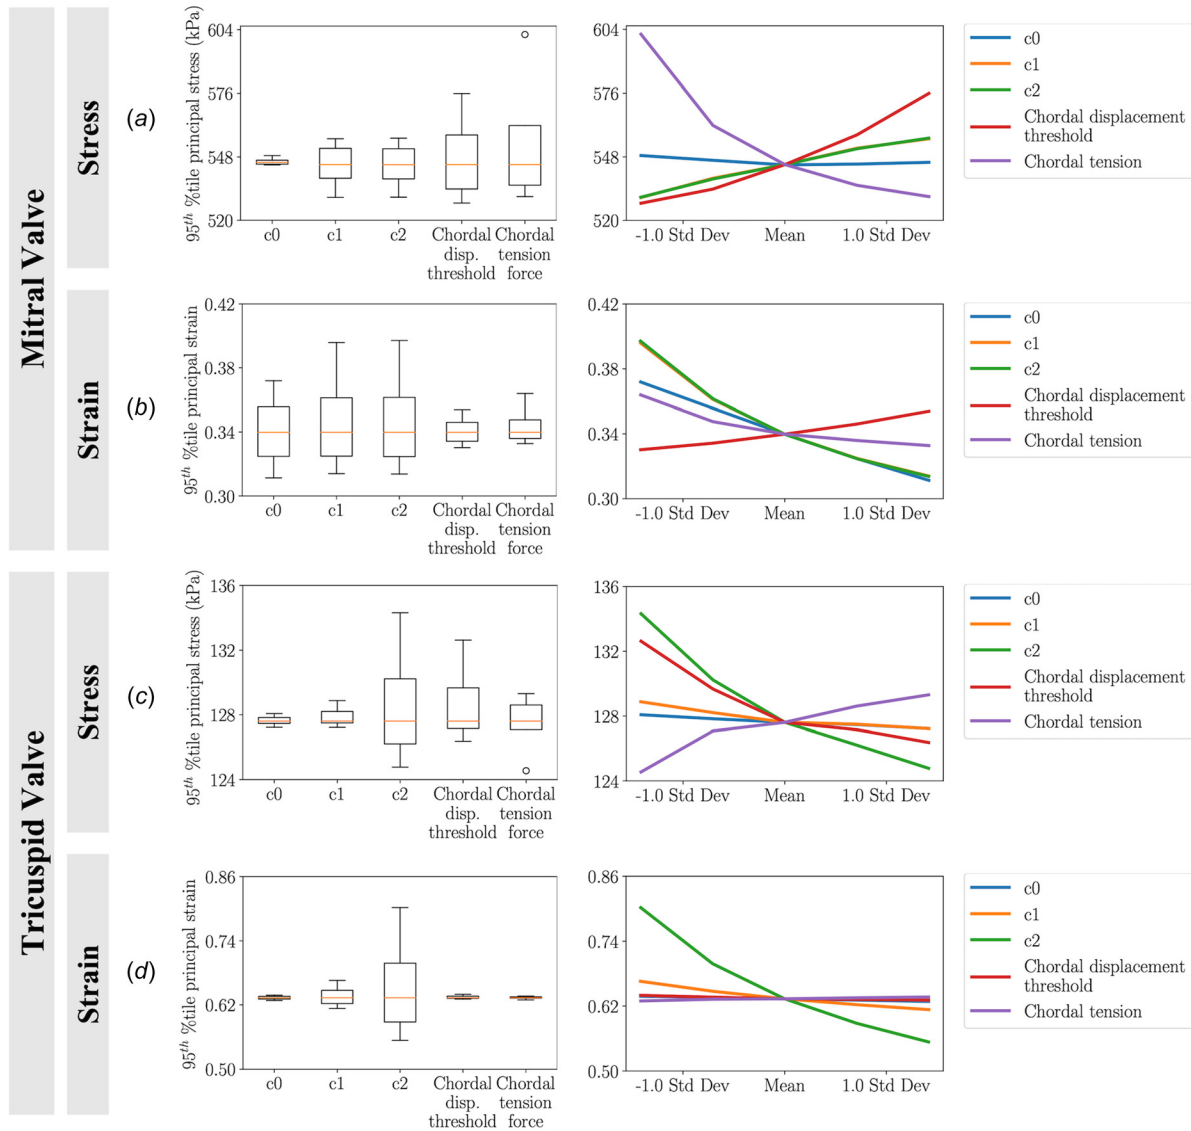 Mitral Valve
Stress
(a)
95th %tile principal stress (kPa)
604
576
548
520
c0
c1
c2
Chordal
disp.
threshold
Chordal
tension
force
604
576
548
520
-1.0 Std Dev
Mean
1.0 Std Dev
c0
c1
c2
Chordal displacement
threshold
Chordal tension
Strain
(b)
95th %tile principal strain
0.42
0.38
0.34
0.30
c0
c1
c2
Chordal
disp.
threshold
Chordal
tension
force
0.42
0.38
0.34
0.30
-1.0 Std Dev
Mean
1.0 Std Dev
c0
c1
c2
Chordal displacement
threshold
Chordal tension
Tricuspid Valve
Stress
(c)
95th %tile principal stress (kPa)
136
132
128
124
c0
c1
c2
Chordal
disp.
threshold
Chordal
tension
force
136
132
128
124
-1.0 Std Dev
Mean
1.0 Std Dev
c0
c1
c2
Chordal displacement
threshold
Chordal tension
Strain
(d)
95th %tile principal strain
0.86
0.74
0.62
0.50
c0
c1
c2
Chordal
disp.
threshold
Chordal
tension
force
0.86
0.74
0.62
0.50
-1.0 Std Dev
Mean
1.0 Std Dev
c0
c1
c2
Chordal displacement
threshold
Chordal tension